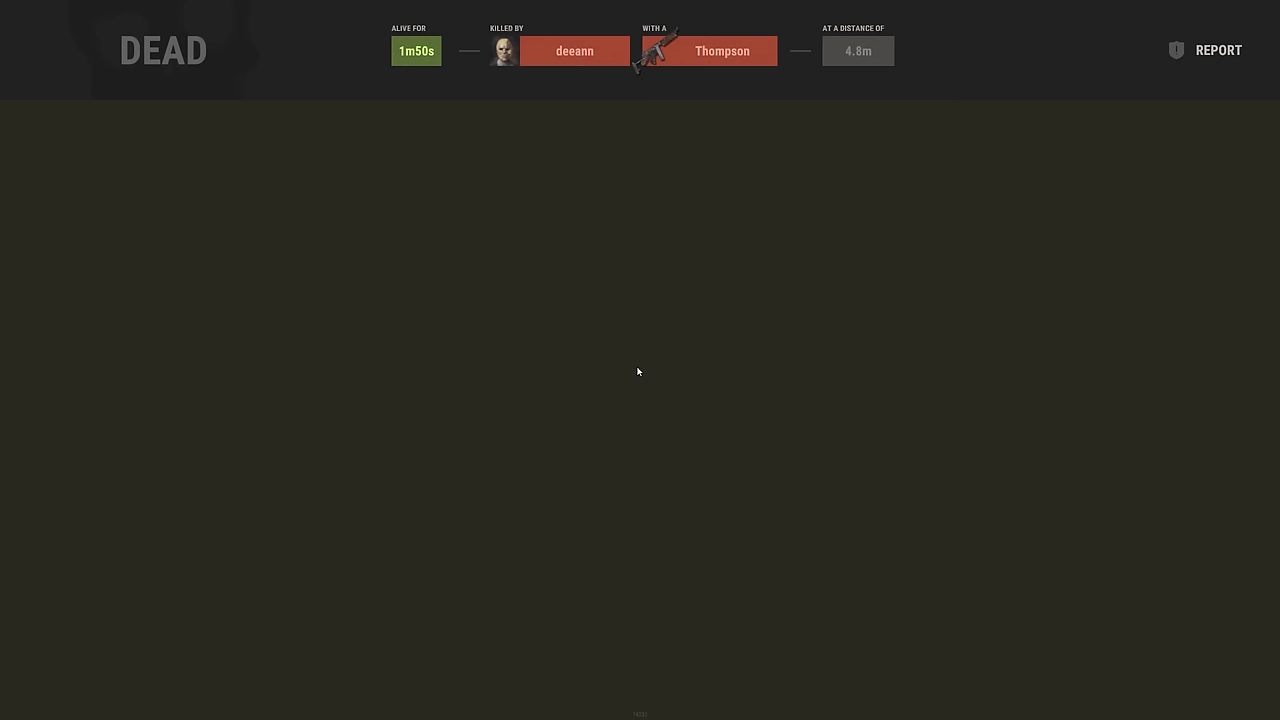 DEAD
ALIVE FOR
1m50s
KILLED BY
deeann
WITH A
Thompson
AT A DISTANCE OF
4.8m
REPORT